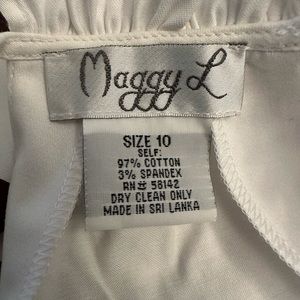 Maggy L
SIZE 10
SELF:
97% COTTON
3% SPANDEX
RN# 58142
DRY CLEAN ONLY
MADE IN SRI LANKA